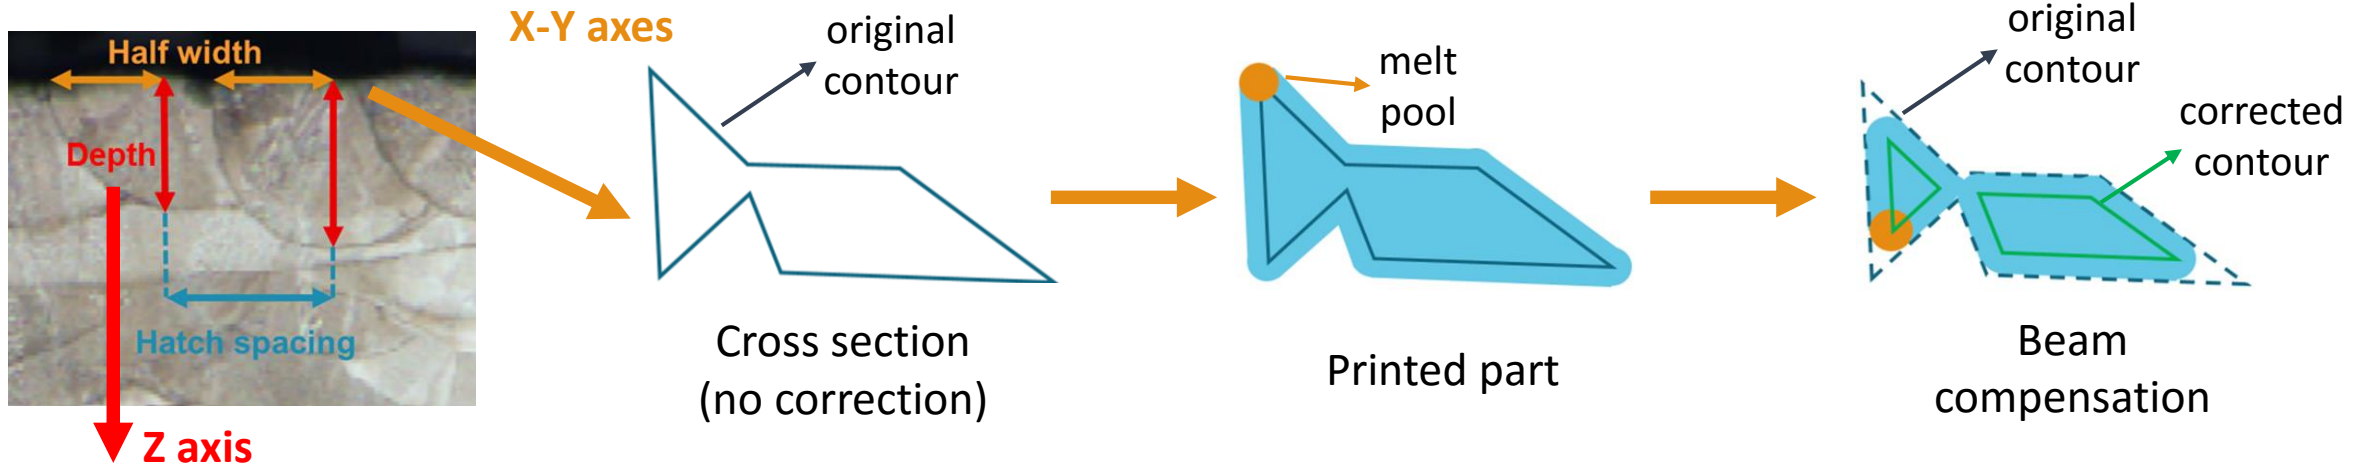 Half width
Depth
Hatch spacing
Z axis
X-Y axes
original
contour
Cross section
(no correction)
melt
pool
Printed part
original
contour
corrected
contour
Beam
compensation